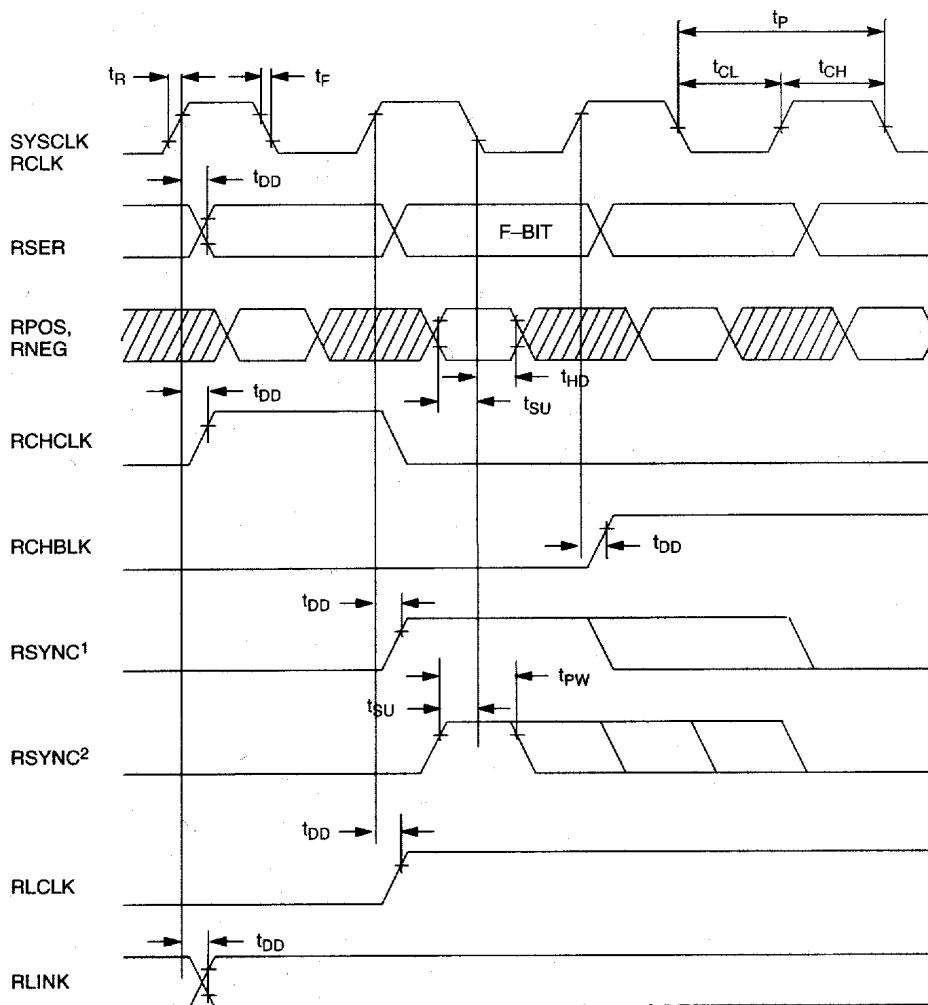 tP
tR
tF
tCL
tCH
SYSCLK
RCLK
tDD
RSER
F–BIT
RPOS,
RNEG
tHD
tDD
tSU
RCHCLK
RCHBLK
tDD
tDD
RSYNC1
tPW
tSU
RSYNC2
tDD
RLCLK
tDD
RLINK